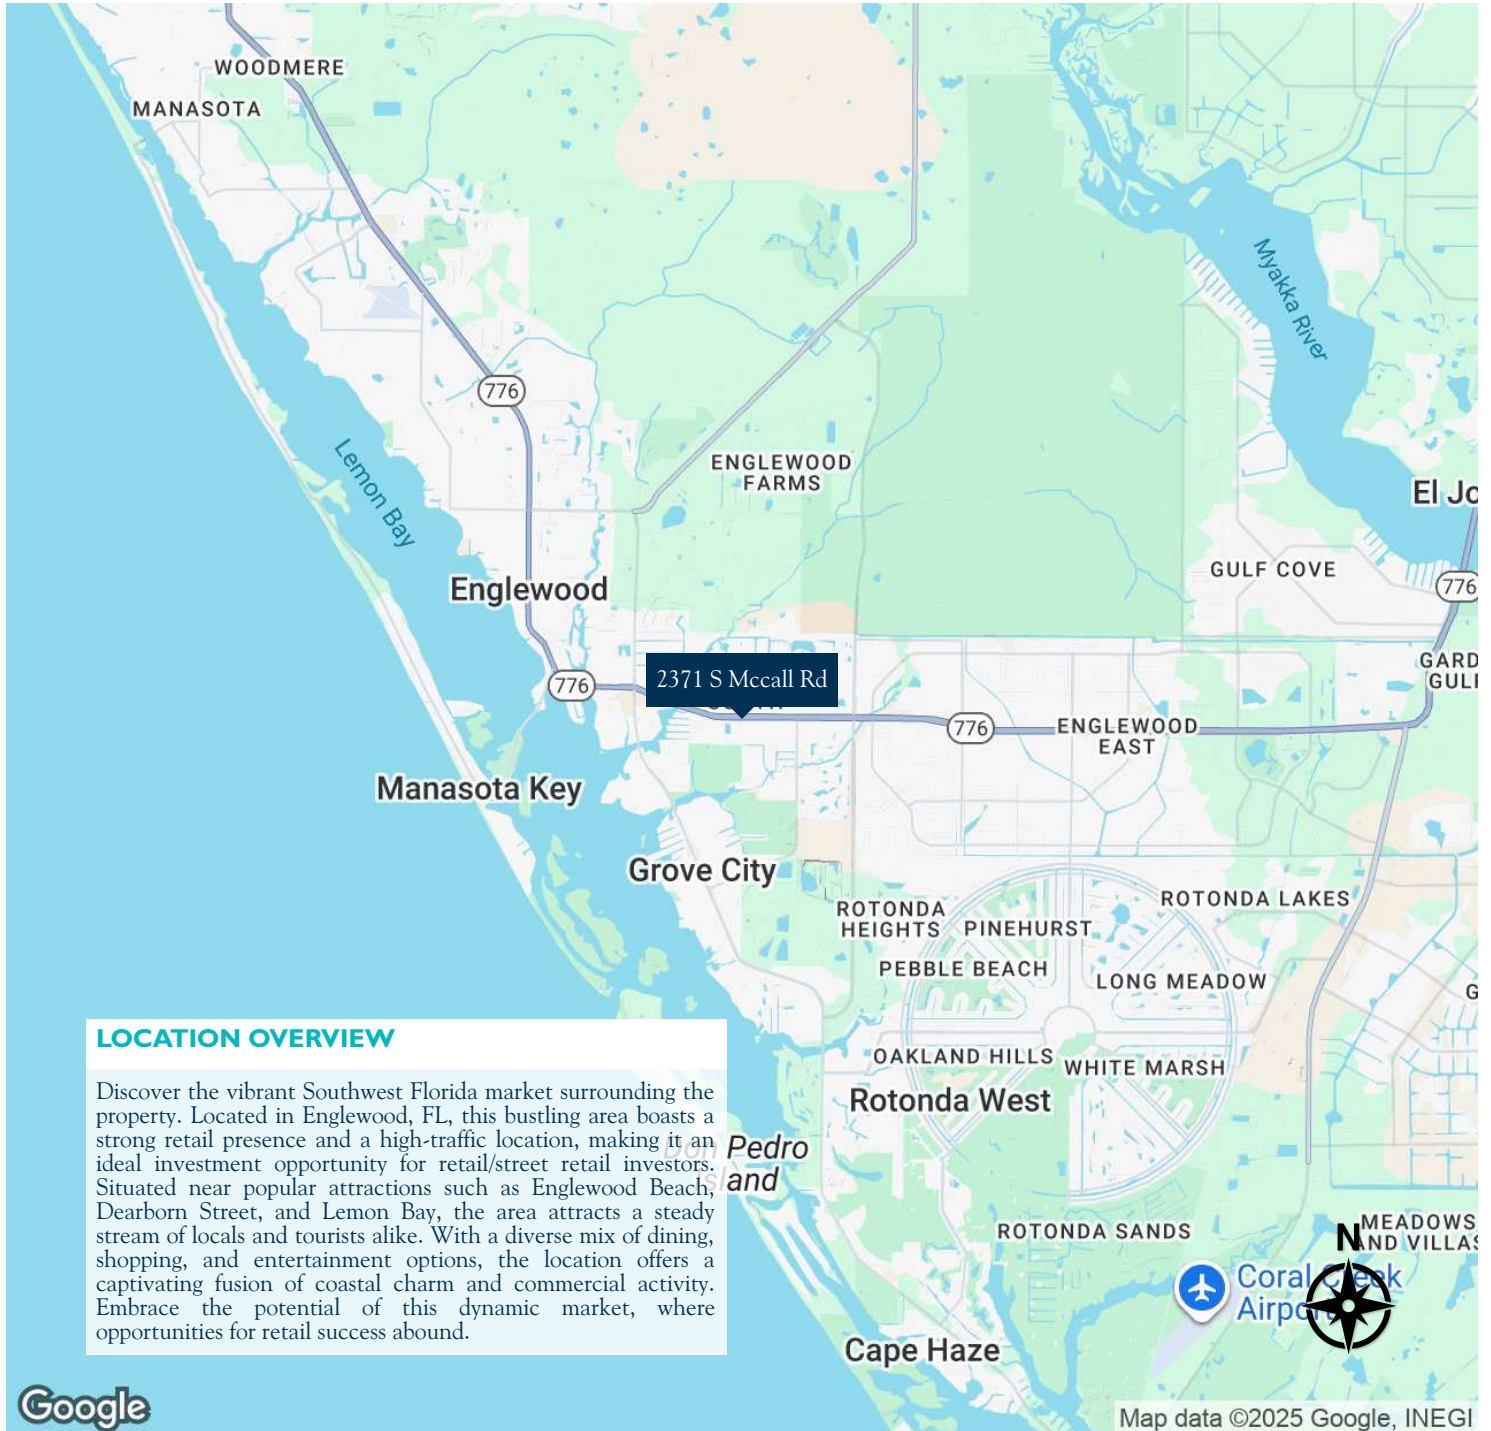 WOODMERE
MANASOTA
Myakka River
776
Lemon Bay
ENGLEWOOD
FARMS
El Jo
GULF COVE
776
Englewood
2371 S Mccall Rd
776
GARD
GULF
776
ENGLEWOOD
EAST
Manasota Key
Grove City
ROTONDA LAKES
ROTONDA
HEIGHTS
PINEHURST
PEBBLE BEACH
LONG MEADOW
G
OAKLAND HILLS
WHITE MARSH
Rotonda West
LOCATION OVERVIEW
Discover the vibrant Southwest Florida market surrounding the
property. Located in Englewood, FL, this bustling area boasts a
strong retail presence and a high-traffic location, making it an
ideal investment opportunity for retail/street retail investors.
Situated near popular attractions such as Englewood Beach,
Dearborn Street, and Lemon Bay, the area attracts a steady
stream of locals and tourists alike. With a diverse mix of dining,
shopping, and entertainment options, the location offers a
captivating fusion of coastal charm and commercial activity.
Embrace the potential of this dynamic market, where
opportunities for retail success abound.
Don Pedro
Island
ROTONDA SANDS
MEADOWS
AND VILLAS
N
Coral Creek
Airport
Cape Haze
Google
Map data ©2025 Google, INEGI